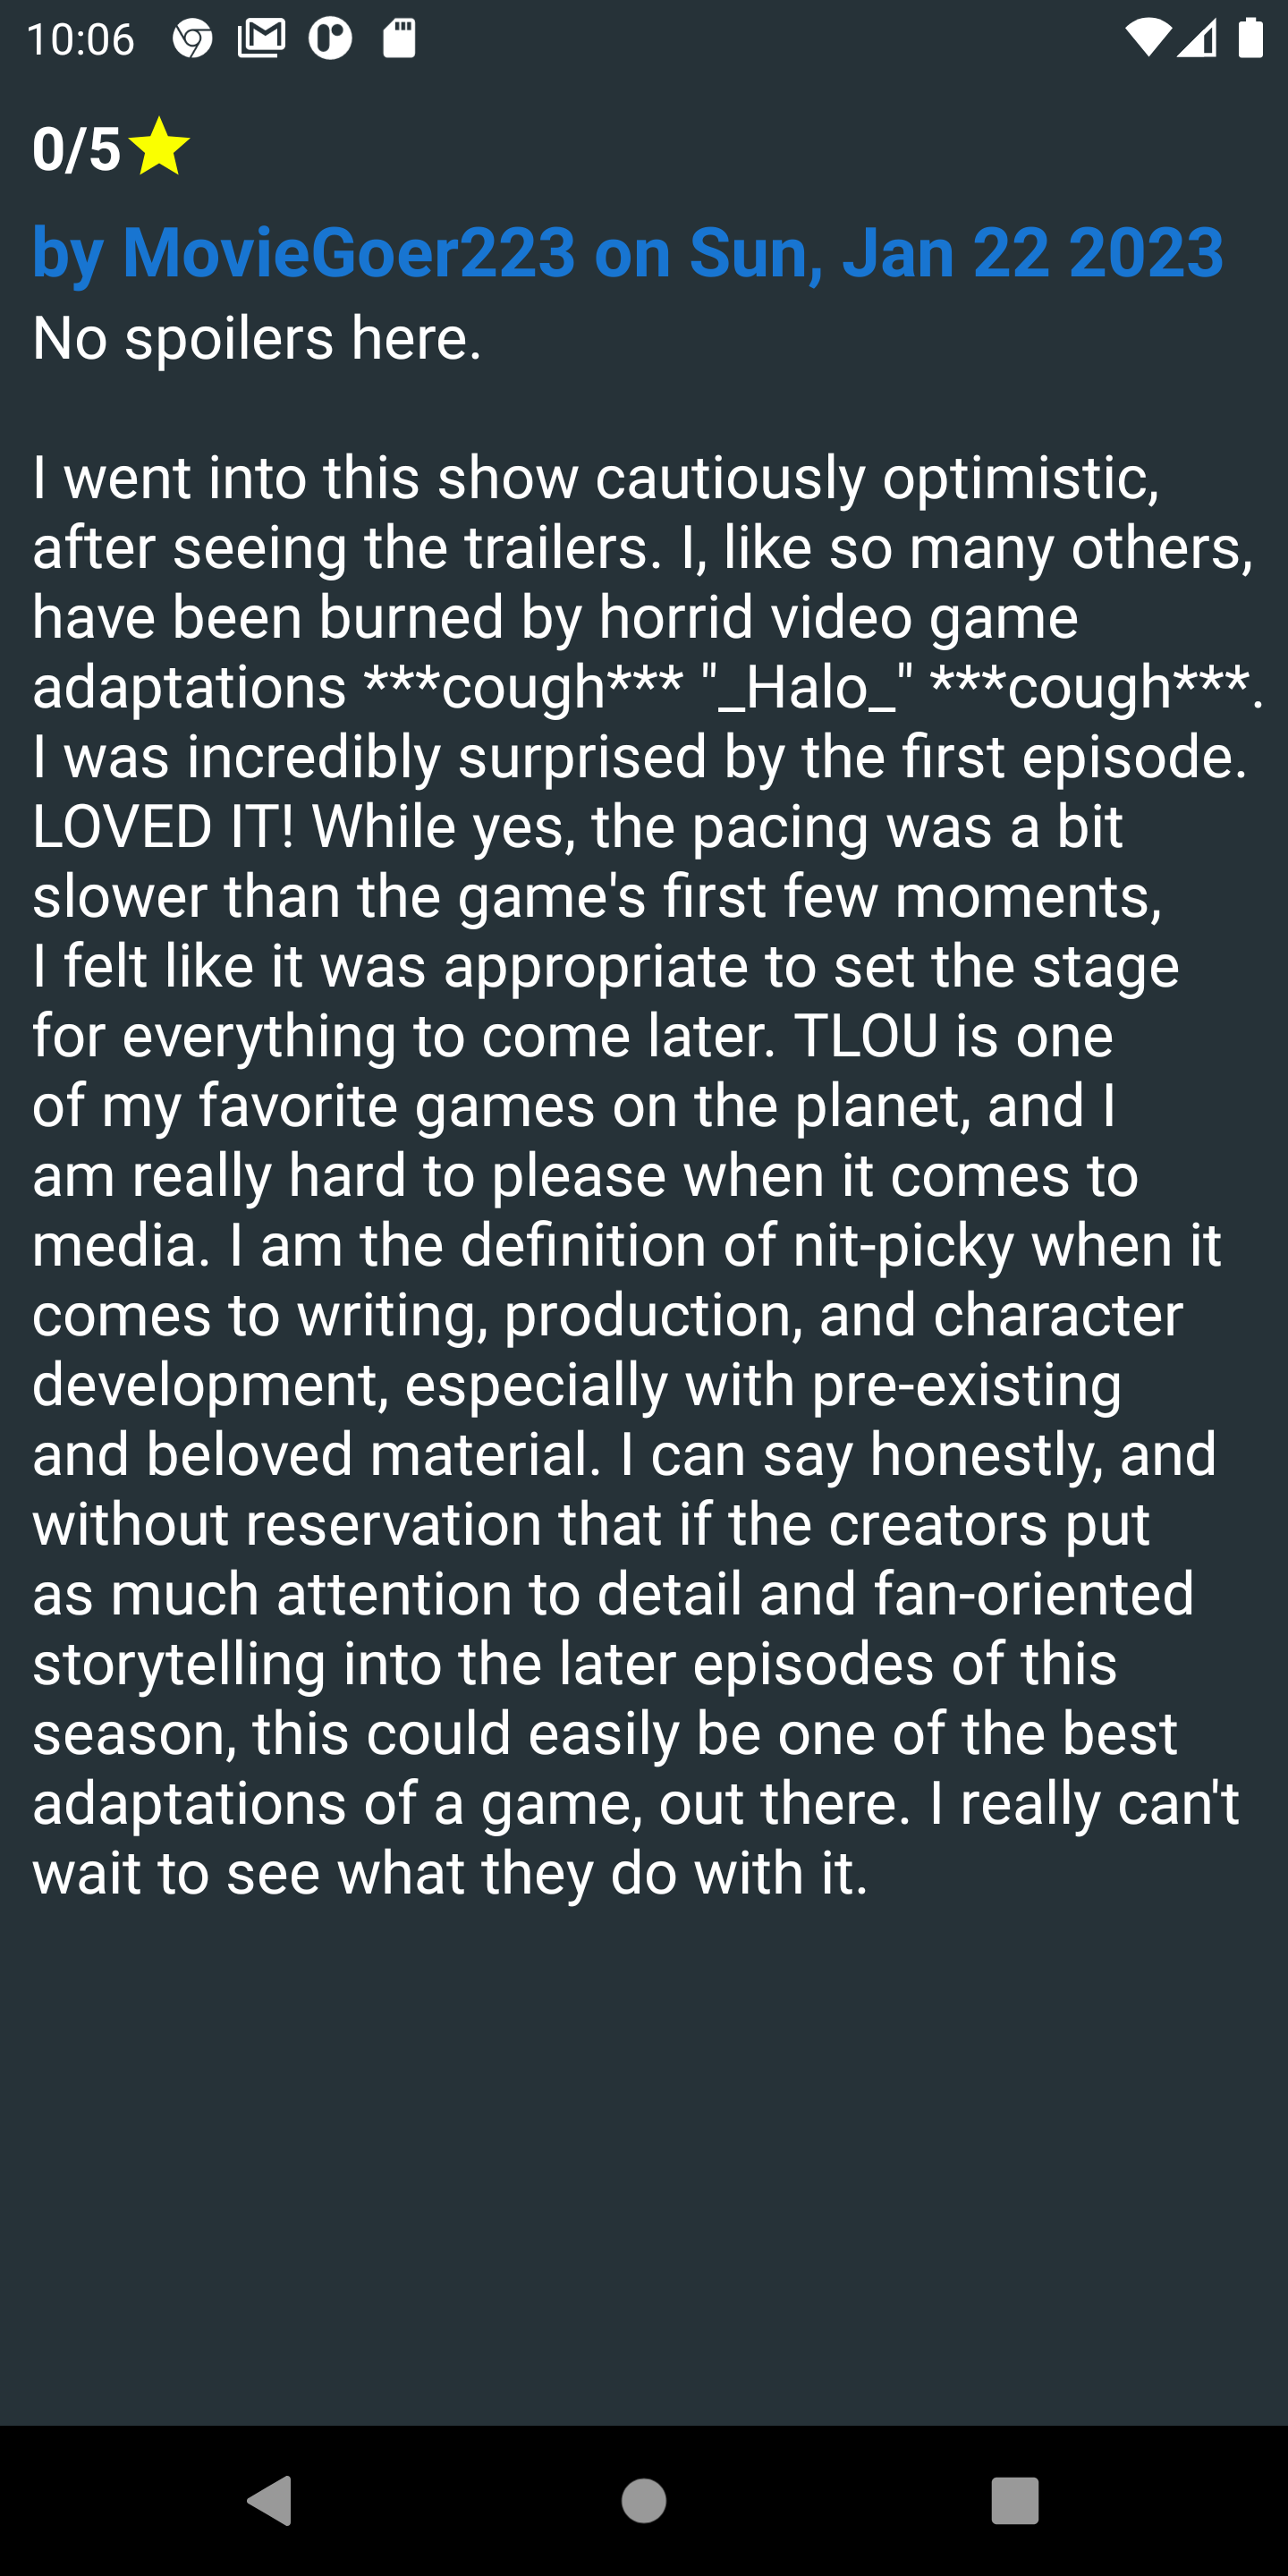 10:06
0/5
by MovieGoer223 on Sun, Jan 22 2023
No spoilers here.
I went into this show cautiously optimistic,
after seeing the trailers. I, like so many others,
have been burned by horrid video game
adaptations ***cough*** "_Halo_" ***cough***.
I was incredibly surprised by the first episode.
LOVED IT! While yes, the pacing was a bit
slower than the game's first few moments,
I felt like it was appropriate to set the stage
for everything to come later. TLOU is one
of my favorite games on the planet, and I
am really hard to please when it comes to
media. I am the definition of nit-picky when it
comes to writing, production, and character
development, especially with pre-existing
and beloved material. I can say honestly, and
without reservation that if the creators put
as much attention to detail and fan-oriented
storytelling into the later episodes of this
season, this could easily be one of the best
adaptations of a game, out there. I really can't
wait to see what they do with it.